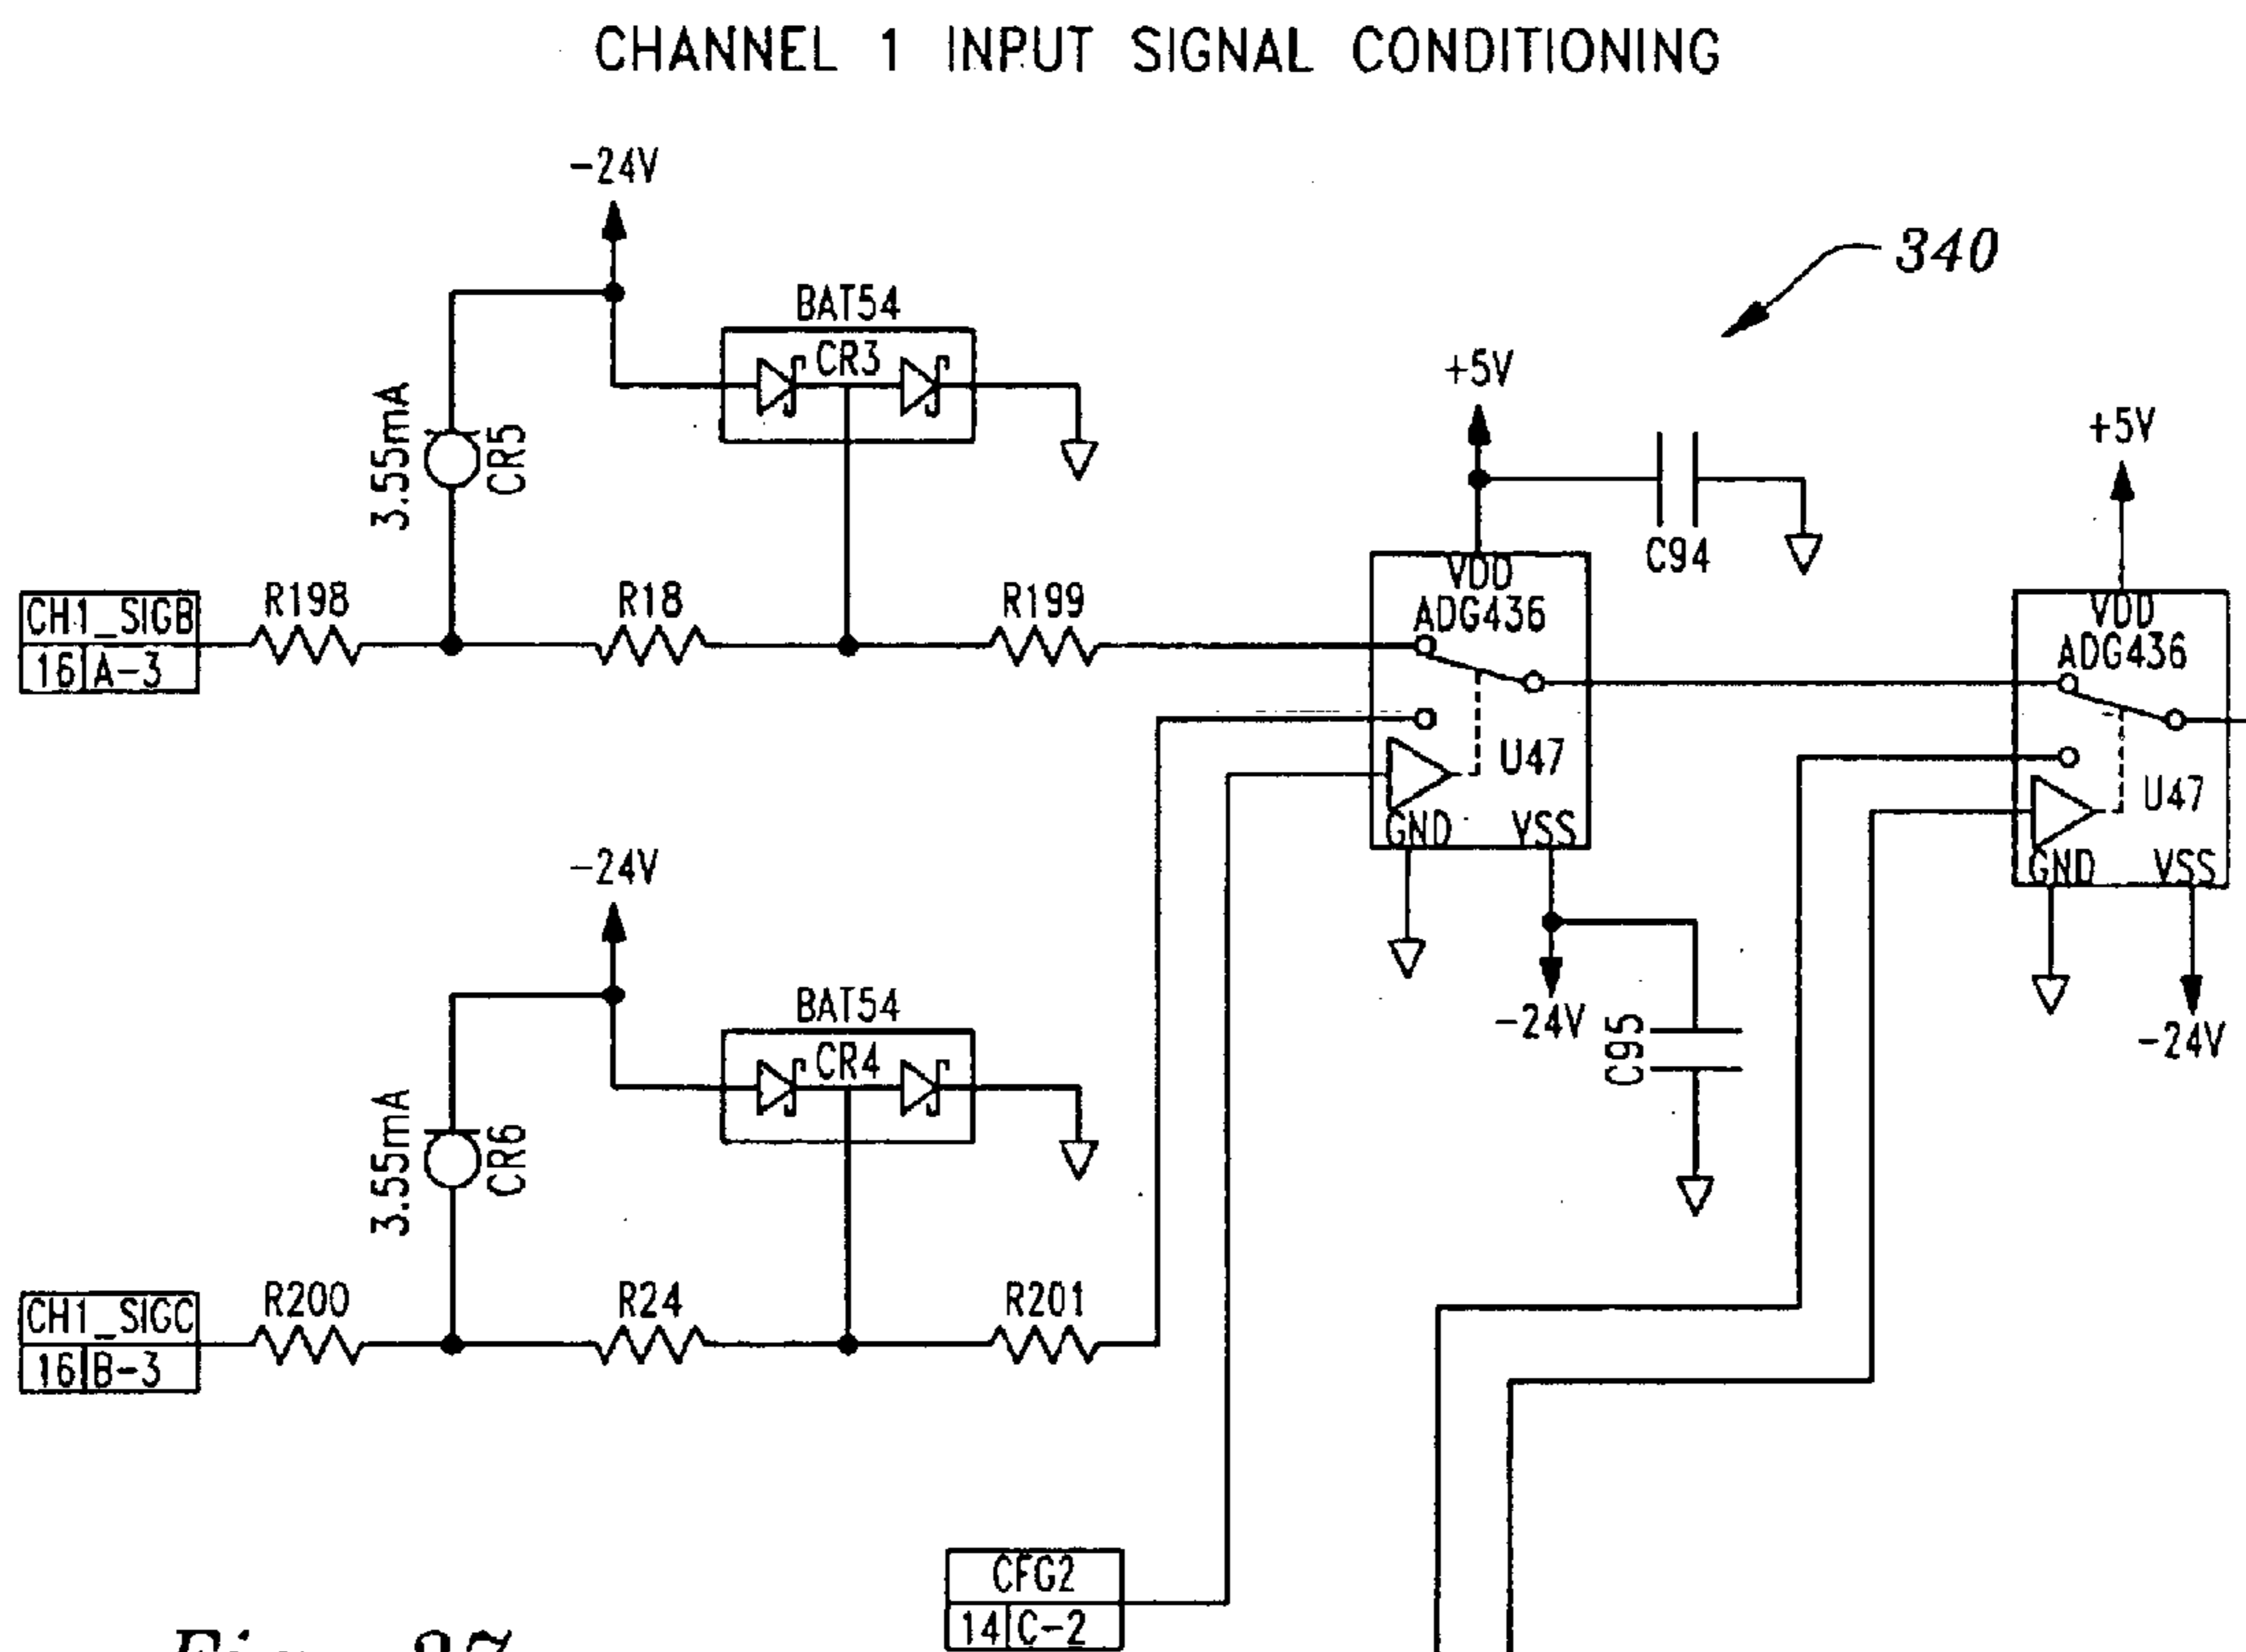 CHANNEL 1 INPUT SIGNAL CONDITIONING
-24V
340
BAT54
CR3
+5V
3.55mA
CR5
+5V
C94
CH1_SIGB
16 A-3
R198
R18
R199
VDD
ADG436
U47
GND VSS
VDD
ADG436
U47
GND VSS
-24V
-24V
-24V
C95
BAT54
CR4
3.55mA
CR6
CH1_SIGC
16 B-3
R200
R24
R201
CFG2
14 C-2